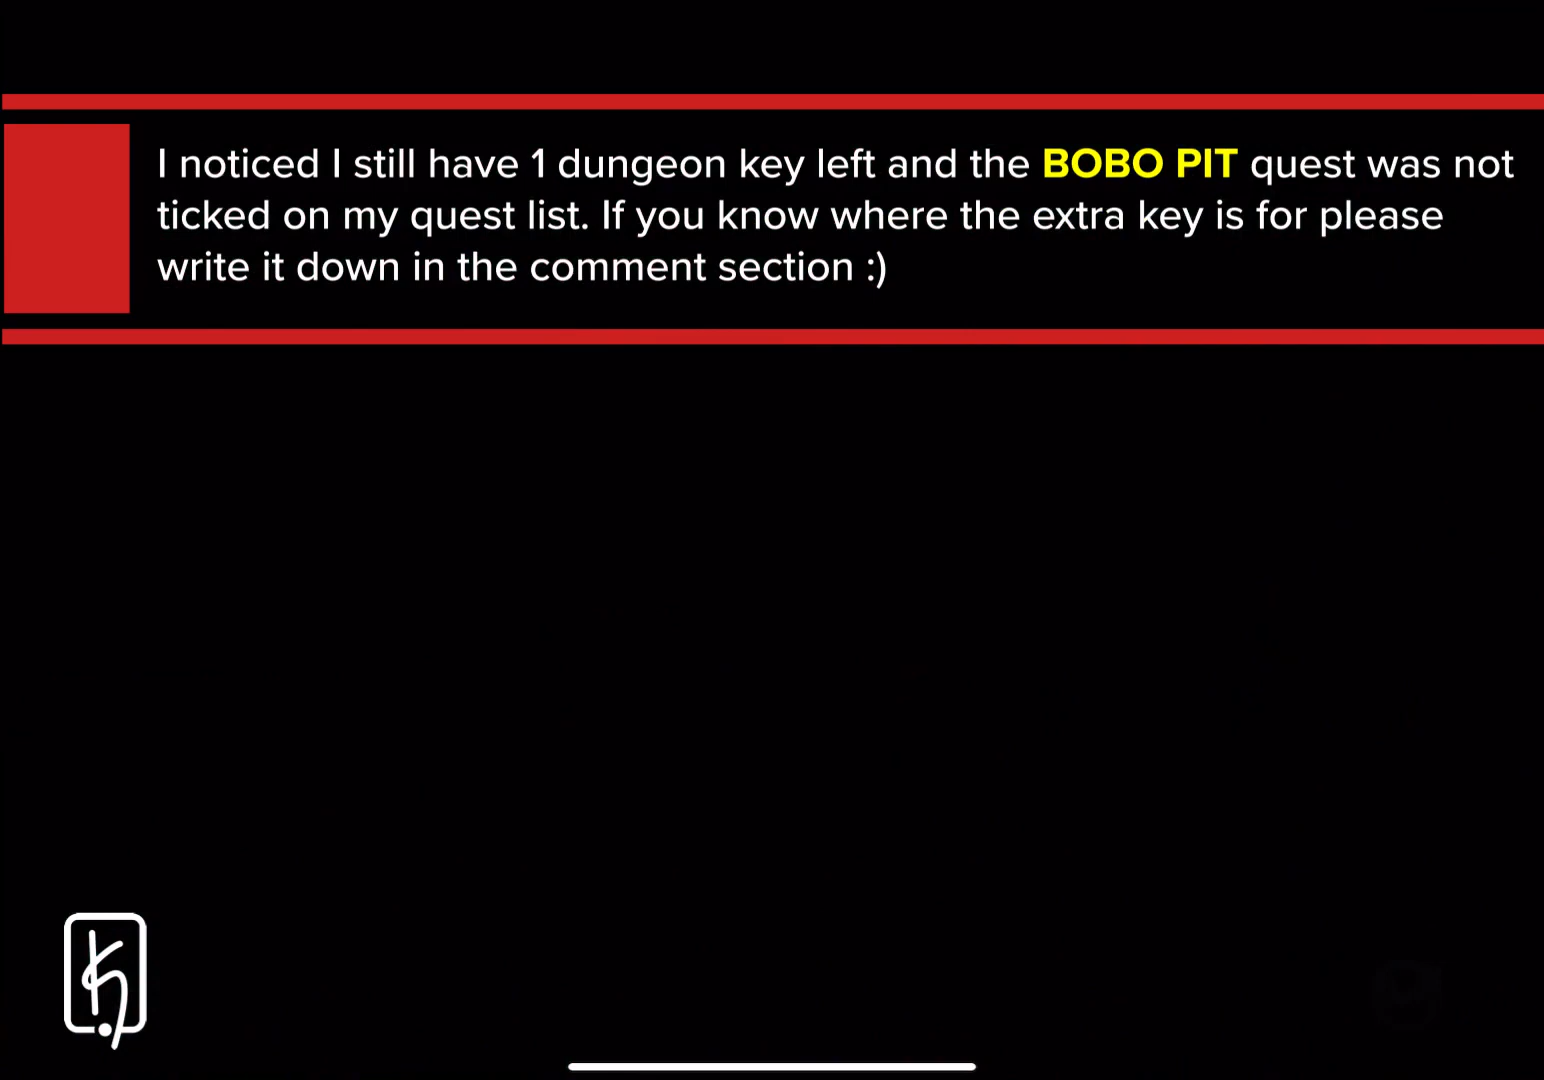 I noticed I still have 1 dungeon key left and the BOBO PIT quest was not
ticked on my quest list. If you know where the extra key is for please
write it down in the comment section :)